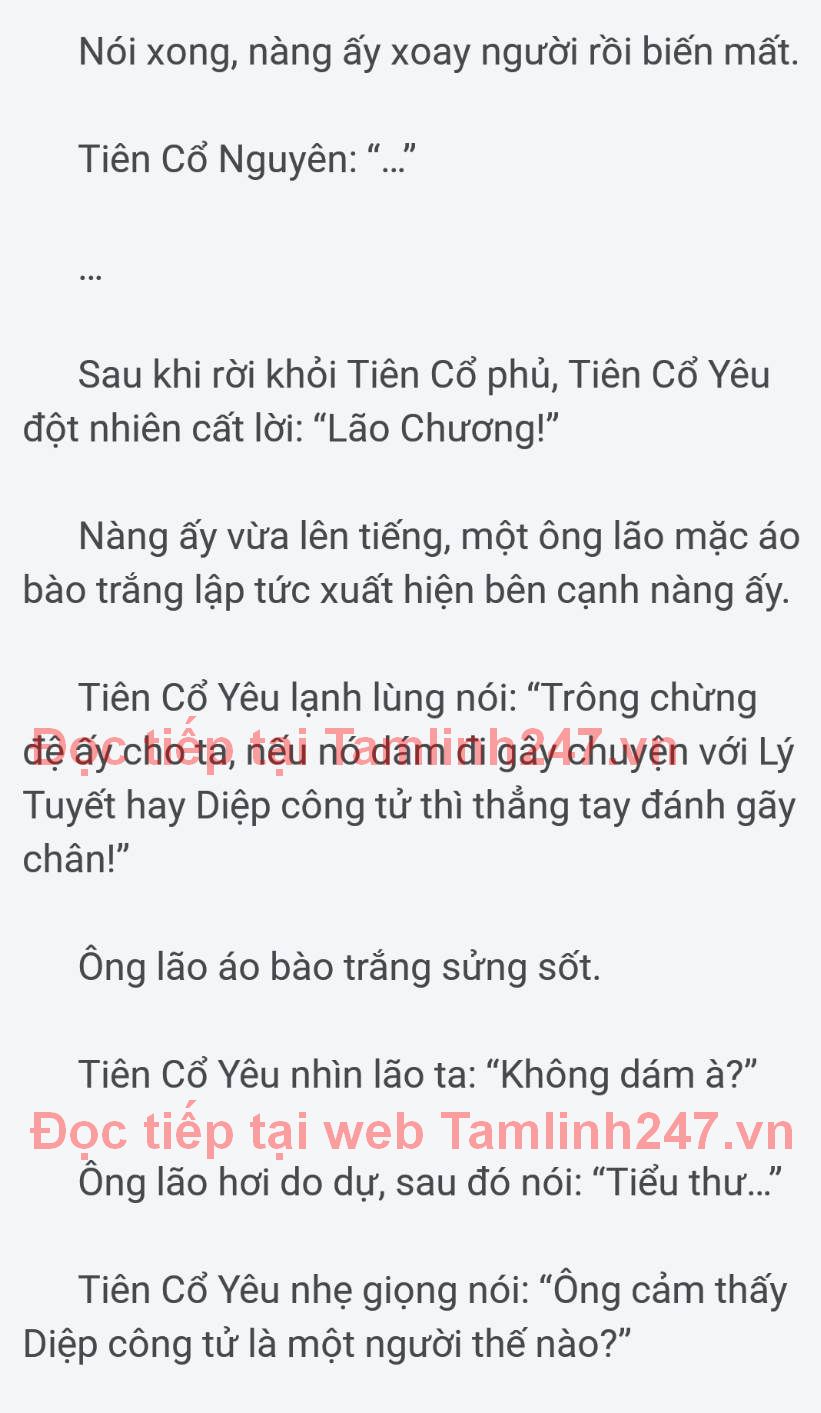 Nói xong, nàng ấy xoay người rồi biến mất.
Tiên Cổ Nguyên: “...”
...
Sau khi rời khỏi Tiên Cổ phủ, Tiên Cổ Yêu
đột nhiên cất lời: “Lão Chương!”
Nàng ấy vừa lên tiếng, một ông lão mặc áo
bào trắng lập tức xuất hiện bên cạnh nàng ấy.
Tiên Cổ Yêu lạnh lùng nói: “Trông chừng
đệ ấy cho ta, nếu nó dám đi gây chuyện với Lý
Đọc tiếp tại Tamlinh247.vn
Tuyết hay Diệp công tử thì thẳng tay đánh gãy
chân!”
Ông lão áo bào trắng sửng sốt.
Tiên Cổ Yêu nhìn lão ta: “Không dám à?”
Đọc tiếp tại web Tamlinh247.vn
Ông lão hơi do dự, sau đó nói: “Tiểu thư...”
Tiên Cổ Yêu nhẹ giọng nói: “Ông cảm thấy
Diệp công tử là một người thế nào?”